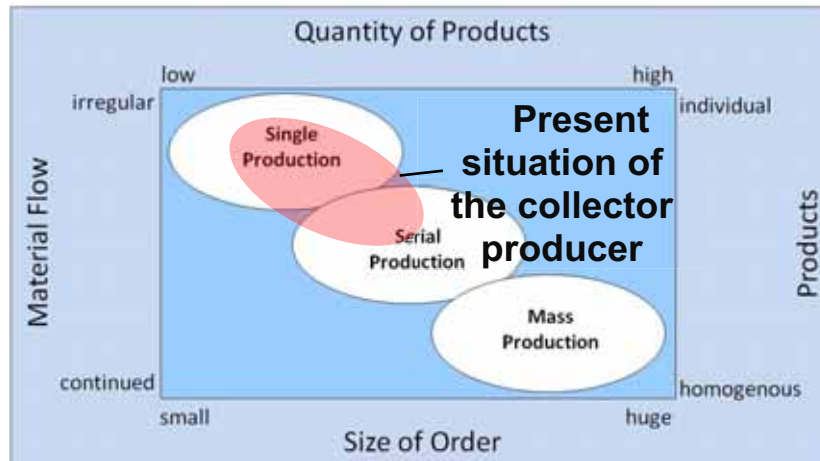 Quantity of Products
low
high
irregular
individual
Single
Production
Present
situation of
the collector
producer
Material Flow
Products
Serial
Production
Mass
Production
continued
homogenous
small
huge
Size of Order